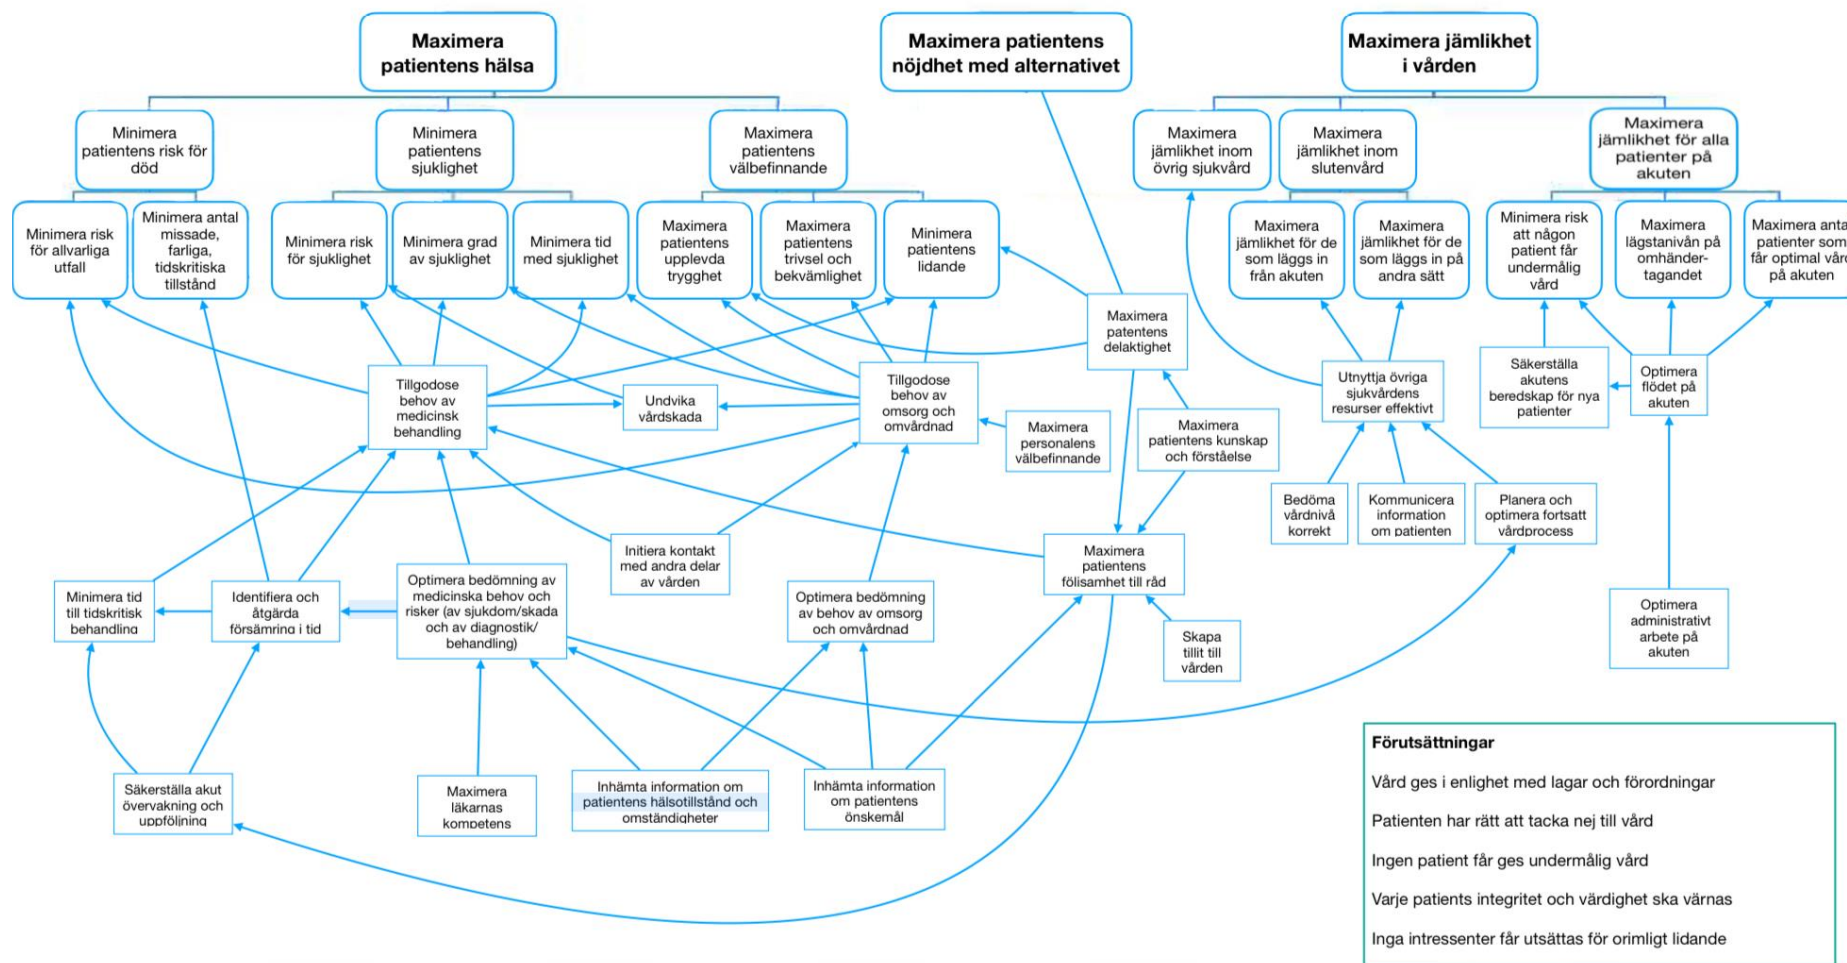 Maximera
patientens hälsa
Maximera patientens
nöjdhet med alternativet
Maximera jämlikhet
i vården
Minimera
patientens risk för
död
Minimera
patientens
sjuklighet
Maximera
patientens
välbefinnande
Maximera
jämlikhet inom
övrig sjukvård
Maximera
jämlikhet inom
slutenvård
Maximera
jämlikhet för alla
patienter på
akuten
Minimera risk
för allvarliga
utfall
Minimera antal
missade,
farliga,
tidskritiska
tillstånd
Minimera risk
för sjuklighet
Minimera grad
av sjuklighet
Minimera tid
med sjuklighet
Maximera
patientens
upplevda
trygghet
Maximera
patientens
trivsel och
bekvämlighet
Minimera
patientens
lidande
Maximera
jämlikhet för de
som läggs in
från akuten
Maximera
jämlikhet för de
som läggs in på
andra sätt
Minimera risk
att någon
patient får
undermålig
vård
Maximera
lägstanivån på
omhänder-
tagandet
Maximera anta
patienter som
får optimal vård
på akuten
Maximera
patentens
delaktighet
Tillgodose
behov av
medicinsk
behandling
Undvika
vårdskada
Tillgodose
behov av
omsorg och
omvårdnad
Maximera
personalens
välbefinnande
Maximera
patientens kunskap
och förståelse
Utnyttja övriga
sjukvårdens
resurser effektivt
Säkerställa
akutens
beredskap för nya
patienter
Optimera
flödet på
akuten
Bedöma
vårdnivå
korrekt
Kommunicera
information
om patienten
Planera och
optimera fortsatt
vårdprocess
Initiera kontakt
med andra delar
av vården
Maximera
patientens
fölisamhet till råd
Minimera tid
till tidskritisk
behandling
Identifiera och
åtgärda
försämring i tid
Optimera bedömning av
medicinska behov och
risker (av sjukdom/skada
och av diagnostik/
behandling)
Optimera bedömning
av behov av omsorg
och omvårdnad
Skapa
tillit till
vården
Optimera
administrativt
arbete på
akuten
Säkerställa akut
övervakning och
uppföljning
Maximera
läkarnas
kompetens
Inhämta information om
patientens hälsotillstånd och
omständigheter
Inhämta information
om patientens
önskemål
Förutsättningar
Vård ges i enlighet med lagar och förordningar
Patienten har rätt att tacka nej till vård
Ingen patient får ges undermålig vård
Varje patients integritet och värdighet ska värnas
Inga intressenter får utsättas för orimligt lidande